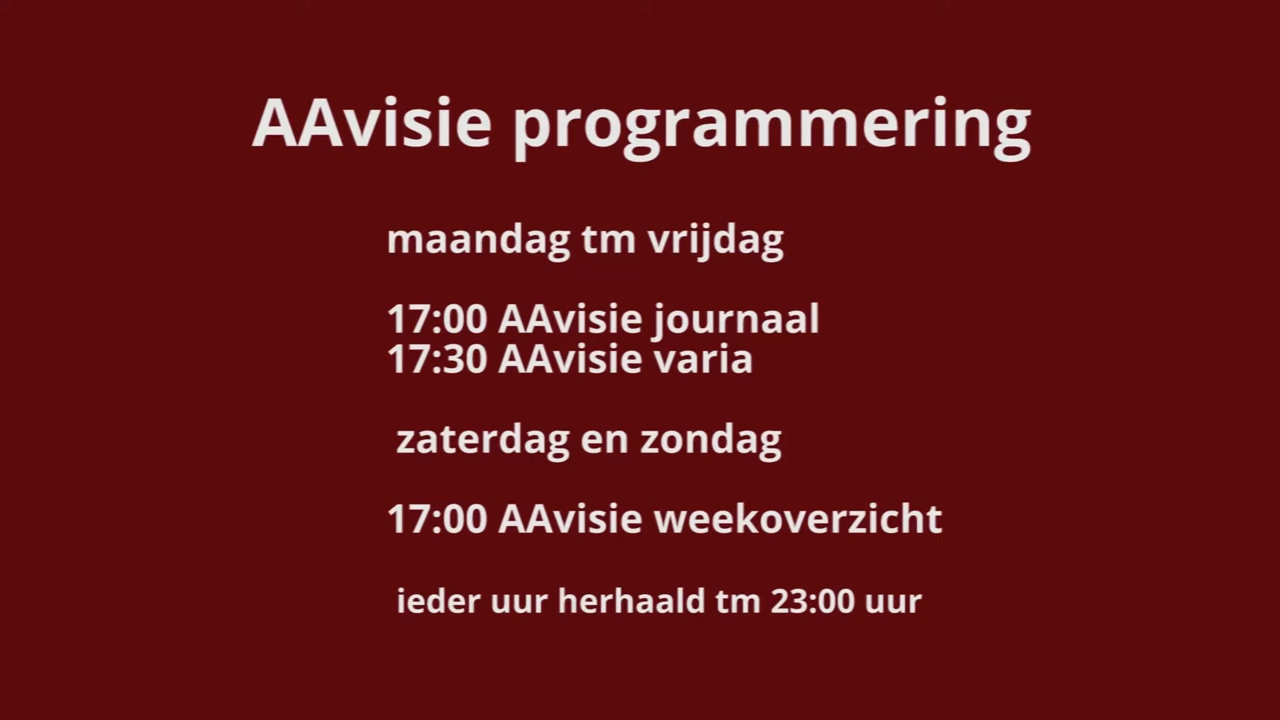 AAvisie programmering
maandag tm vrijdag
17:00 AAvisie journaal
17:30 AAvisie varia
zaterdag en zondag
17:00 AAvisie weekoverzicht
ieder uur herhaald tm 23:00 uur